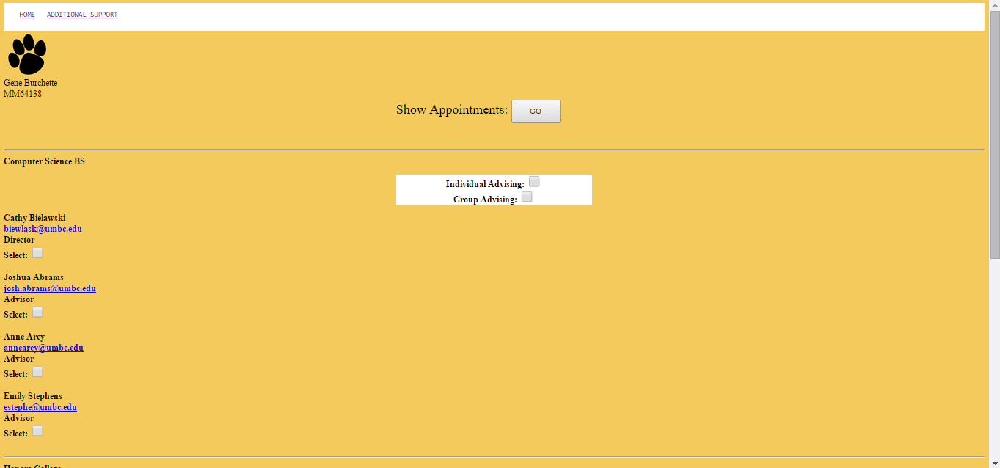 HOME ADDITIONAL SUPPORT
Gene Burchette
MM64138
Show Appointments: GO
Computer Science BS
Individual Advising:
Group Advising:
Cathy Bielawski
biewlask@umbc.edu
Director
Select:
Joshua Abrams
josh.abrams@umbc.edu
Advisor
Select:
Anne Arey
annearey@umbc.edu
Advisor
Select:
Emily Stephens
estephe@umbc.edu
Advisor
Select:
Honors College